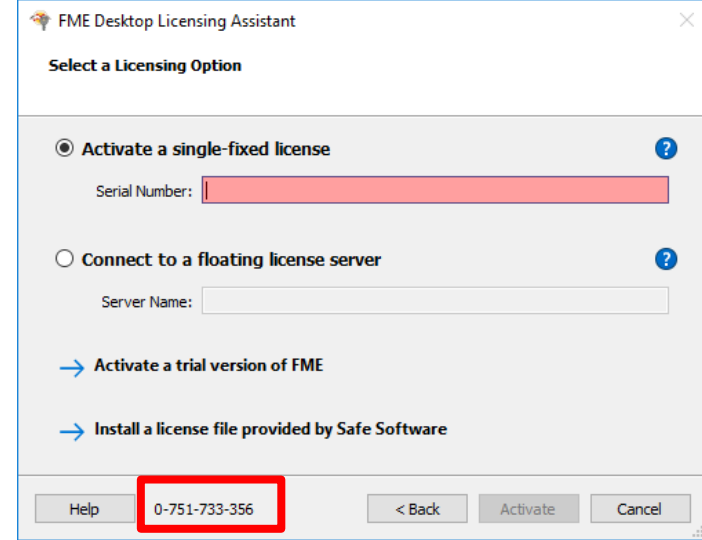 FME Desktop Licensing Assistant
Select a Licensing Option
Activate a single-fixed license
?
Serial Number:
Connect to a floating license server
?
Server Name:
Activate a trial version of FME
Install a license file provided by Safe Software
Help 0-751-733-356 < Back Activate Cancel